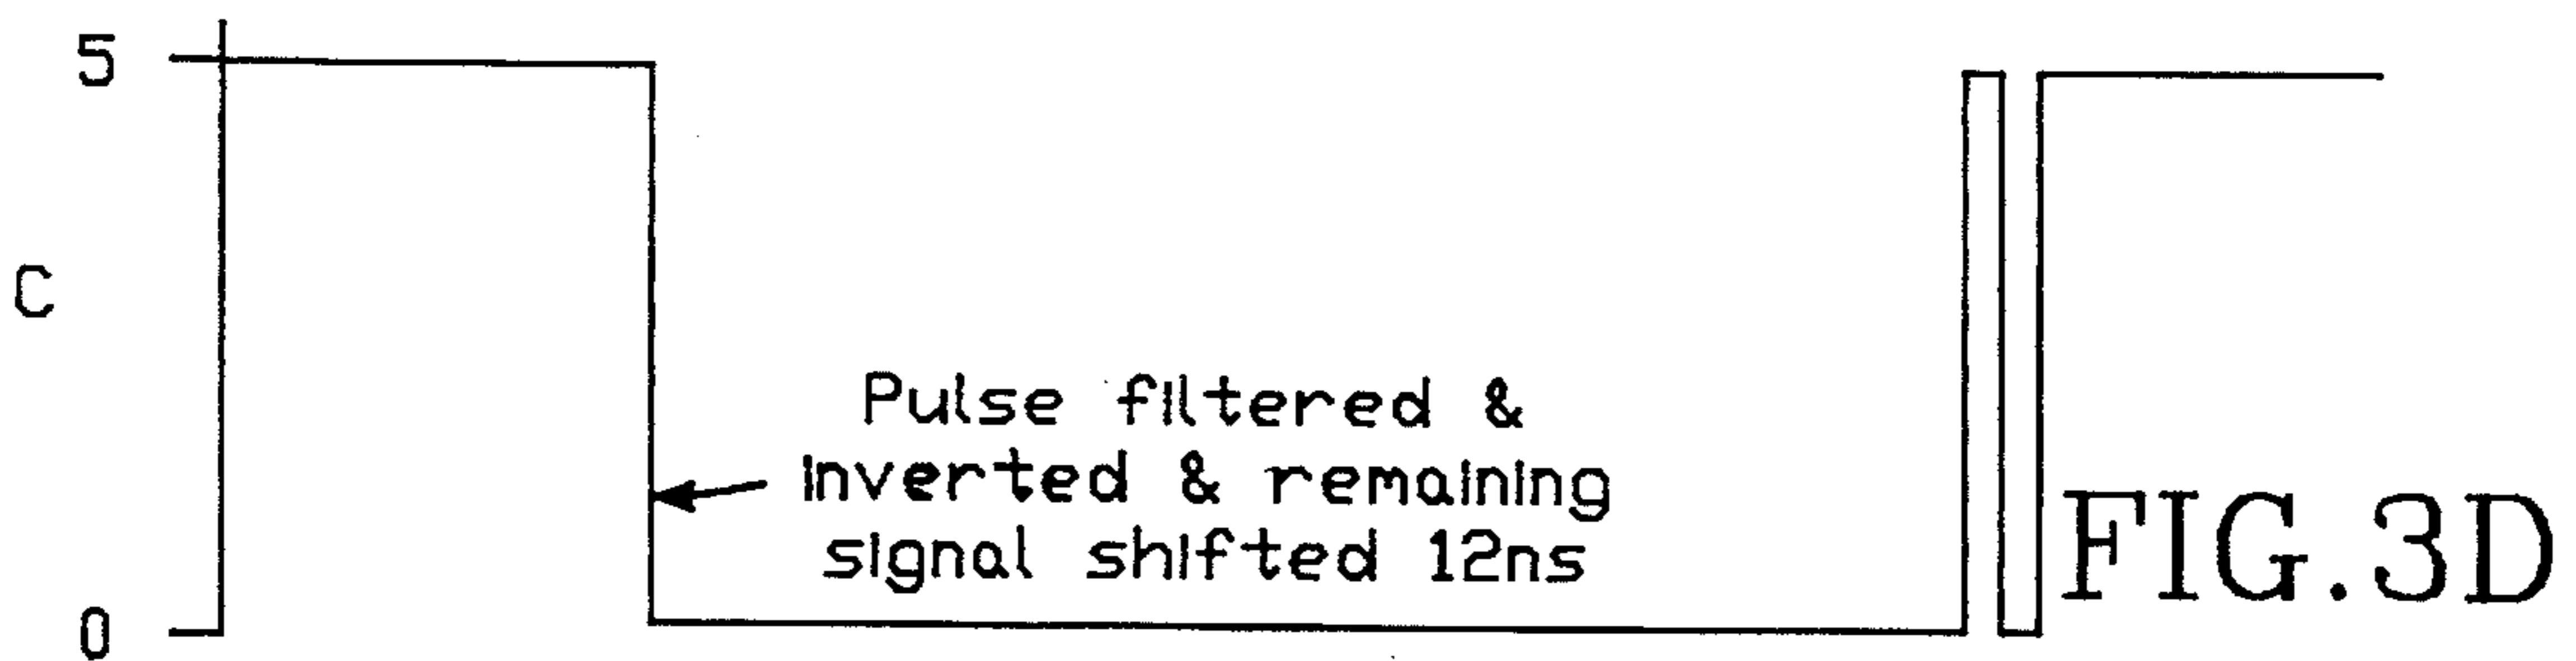 5
C
Pulse filtered &
inverted & remaining
signal shifted 12ns
0
FIG.3D